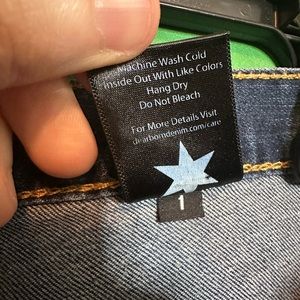 Machine Wash Cold
Inside Out With Like Colors
Hang Dry
Do Not Bleach
For More Details Visit
dearborndenim.com/care
1